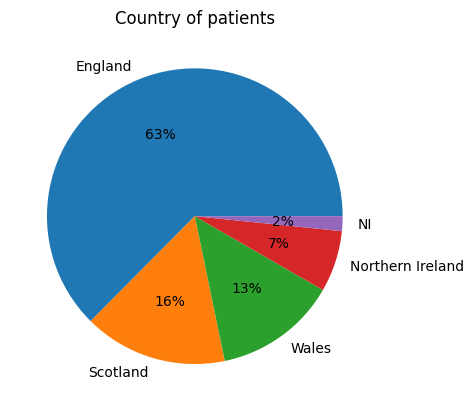 Country of patients
England
63%
2%
NI
7%
Northern Ireland
13%
16%
Wales
Scotland